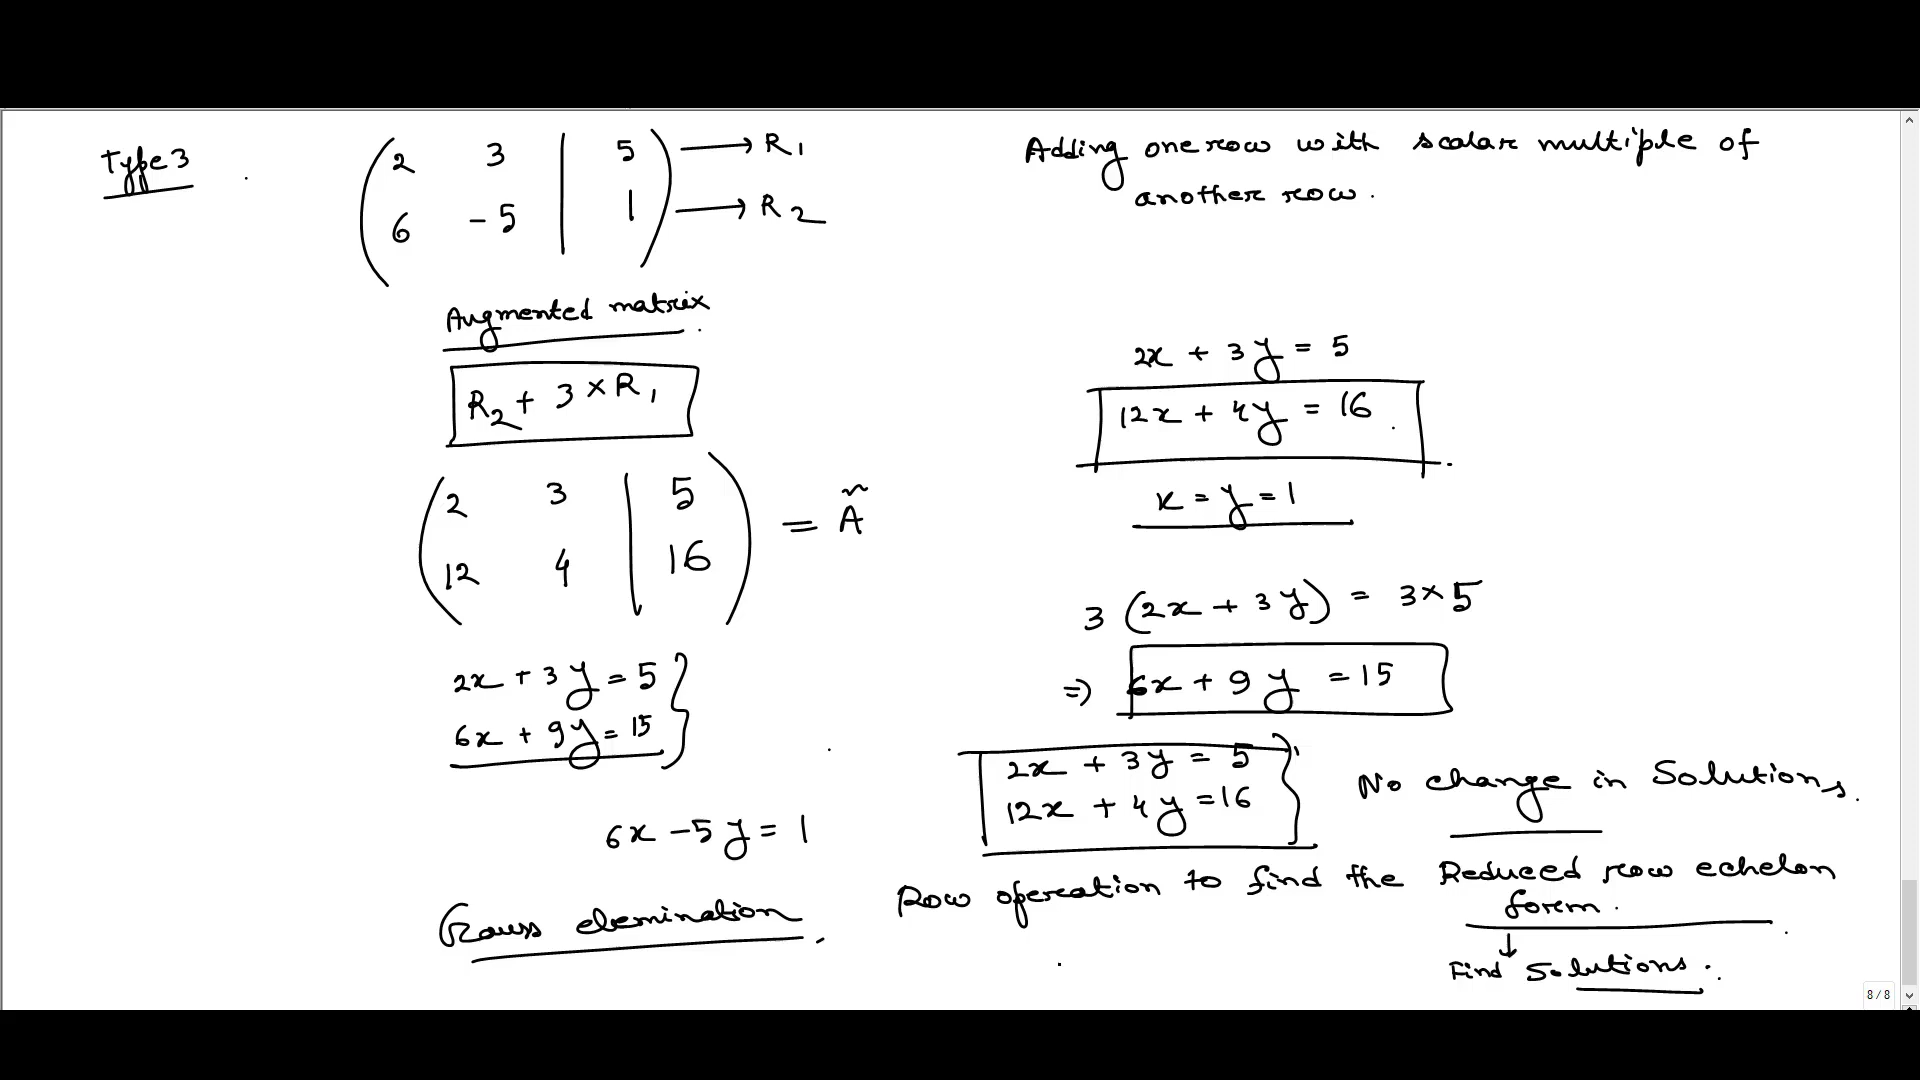 Type 3
2 3 | 5 → R1
6 -5 | 1 → R2
Adding one row with scalar multiple of
another row.
Augmented matrix
R2 + 3 × R1
2 3 | 5
12 4 | 16
= Ã
2x + 3y = 5
12x + 4y = 16
x = y = 1
3 (2x + 3y) = 3 × 5
⇒ 6x + 9y = 15
2x + 3y = 5
6x + 9y = 15
6x - 5y = 1
2x + 3y = 5
12x + 4y = 16
No change in Solutions.
Gauss elemination.
Row operation to find the Reduced row echelon
form.
↓
Find Solutions.
8 / 8